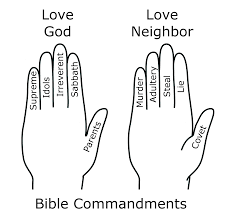 Love
God
Love
Neighbor
Supreme
Idols
Irreverent
Sabbath
Parents
Murder
Adultery
Steal
Lie
Covet
Bible Commandments